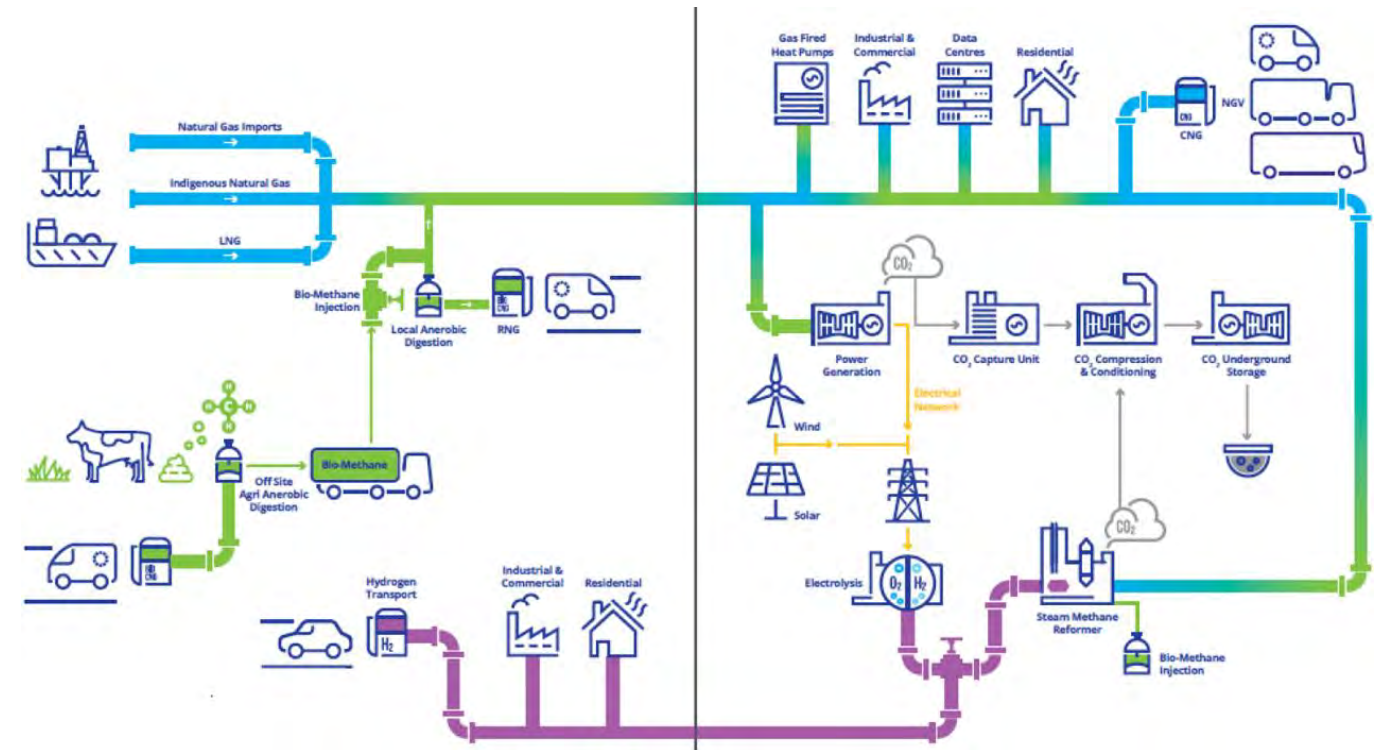 Natural Gas Imports
Indigenous Natural Gas
LNG
Bio-Methane
Injection
Local Anerobic
Digestion
RNG
Off Site
Agri Anerobic
Digestion
Bio-Methane
Hydrogen
Transport
H2
Industrial &
Commercial
Residential
Gas Fired
Heat Pumps
Industrial &
Commercial
Data
Centres
Residential
CNG
CNG
NGV
CO2
Power
Generation
CO2 Capture Unit
CO2 Compression
& Conditioning
CO2 Underground
Storage
Electrical
Network
Wind
Solar
Electrolysis
O2 H2
CO2
Steam Methane
Reformer
Bio-Methane
Injection